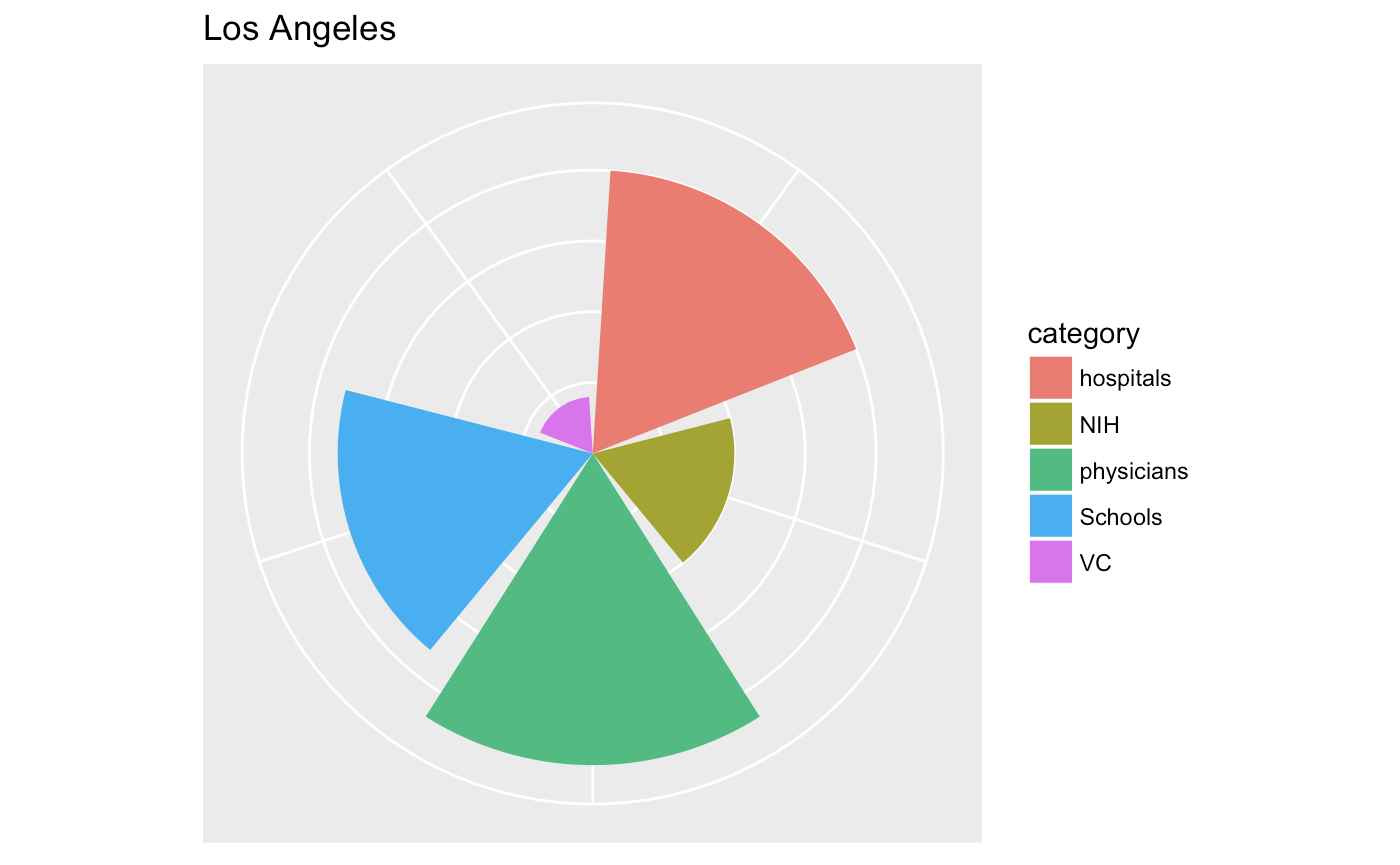 Los Angeles
category
hospitals
NIH
physicians
Schools
VC